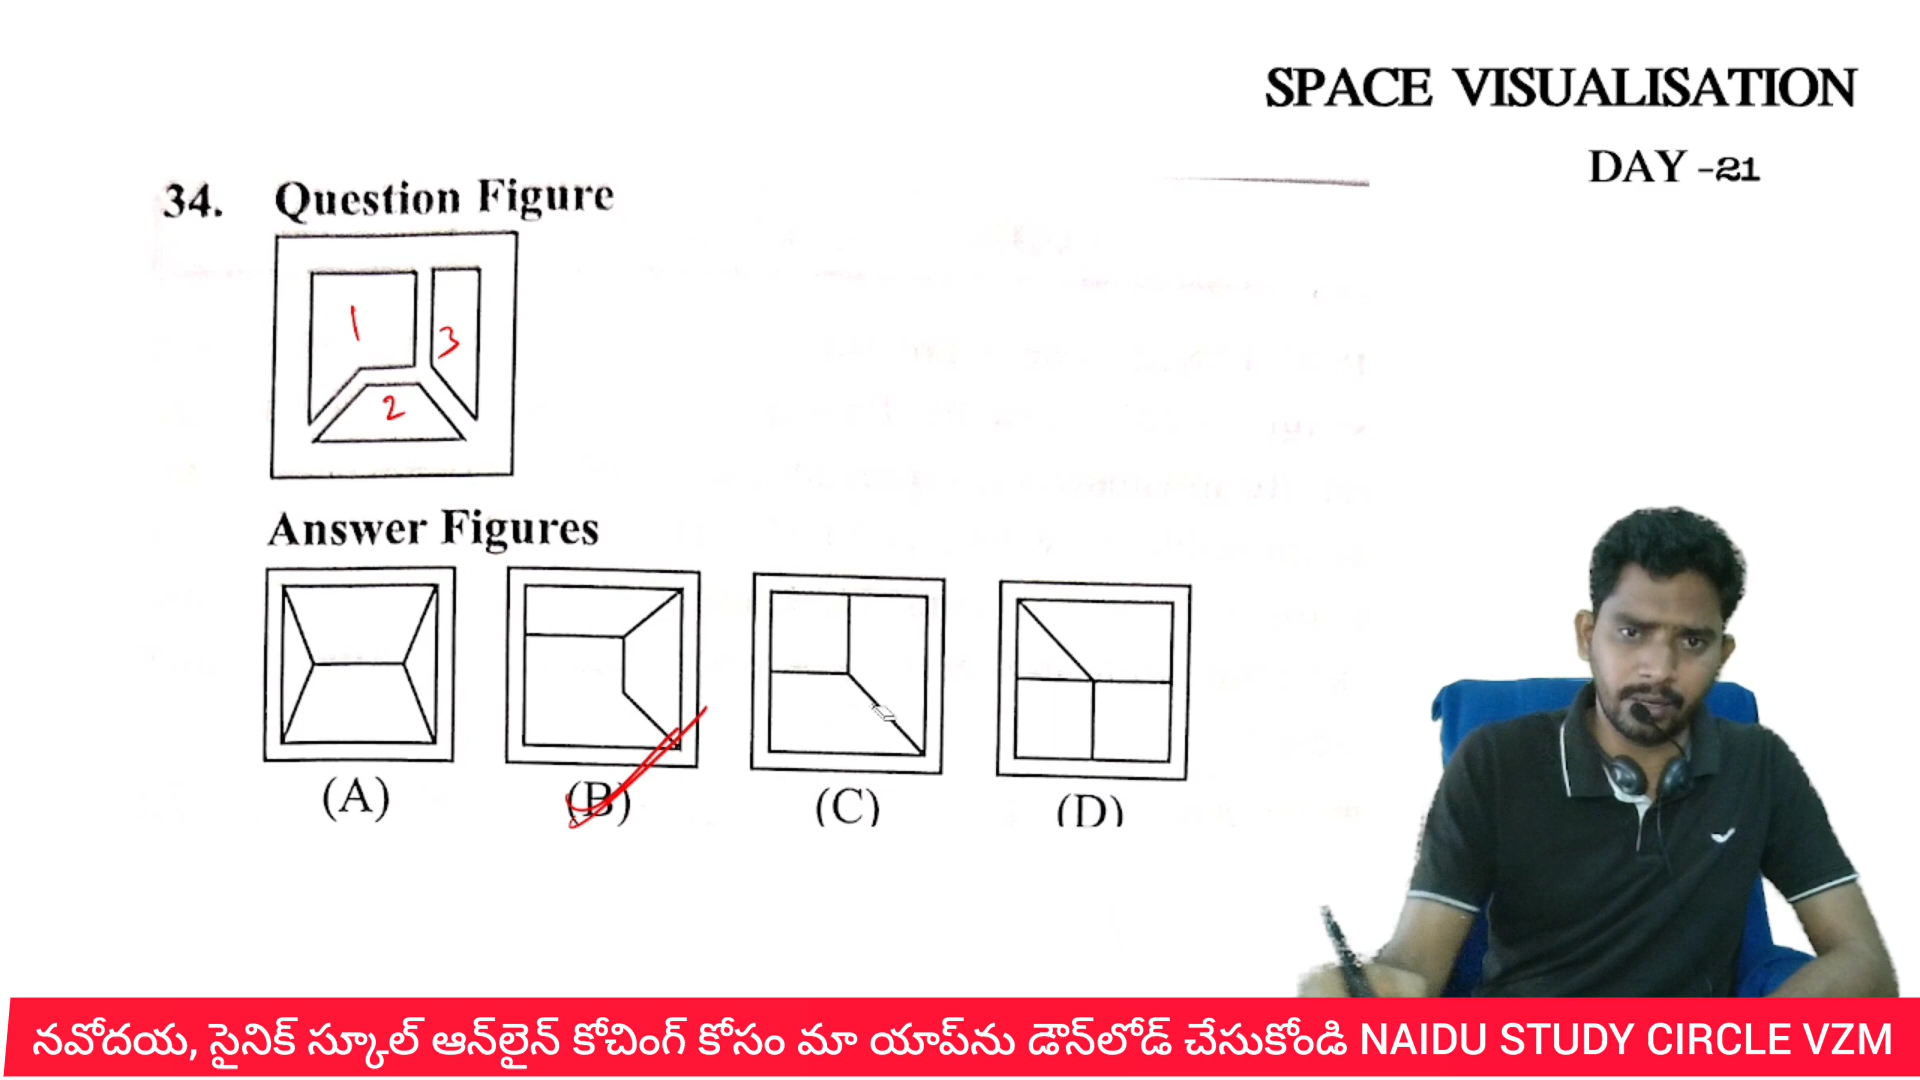 SPACE VISUALISATION
DAY -21
34. Question Figure
1
3
2
Answer Figures
(A) (B) (C) (D)
నవోదయ, సైనిక్ స్కూల్ ఆన్‌లైన్ కోచింగ్ కోసం మా యాప్‌ను డౌన్‌లోడ్ చేసుకోండి NAIDU STUDY CIRCLE VZM